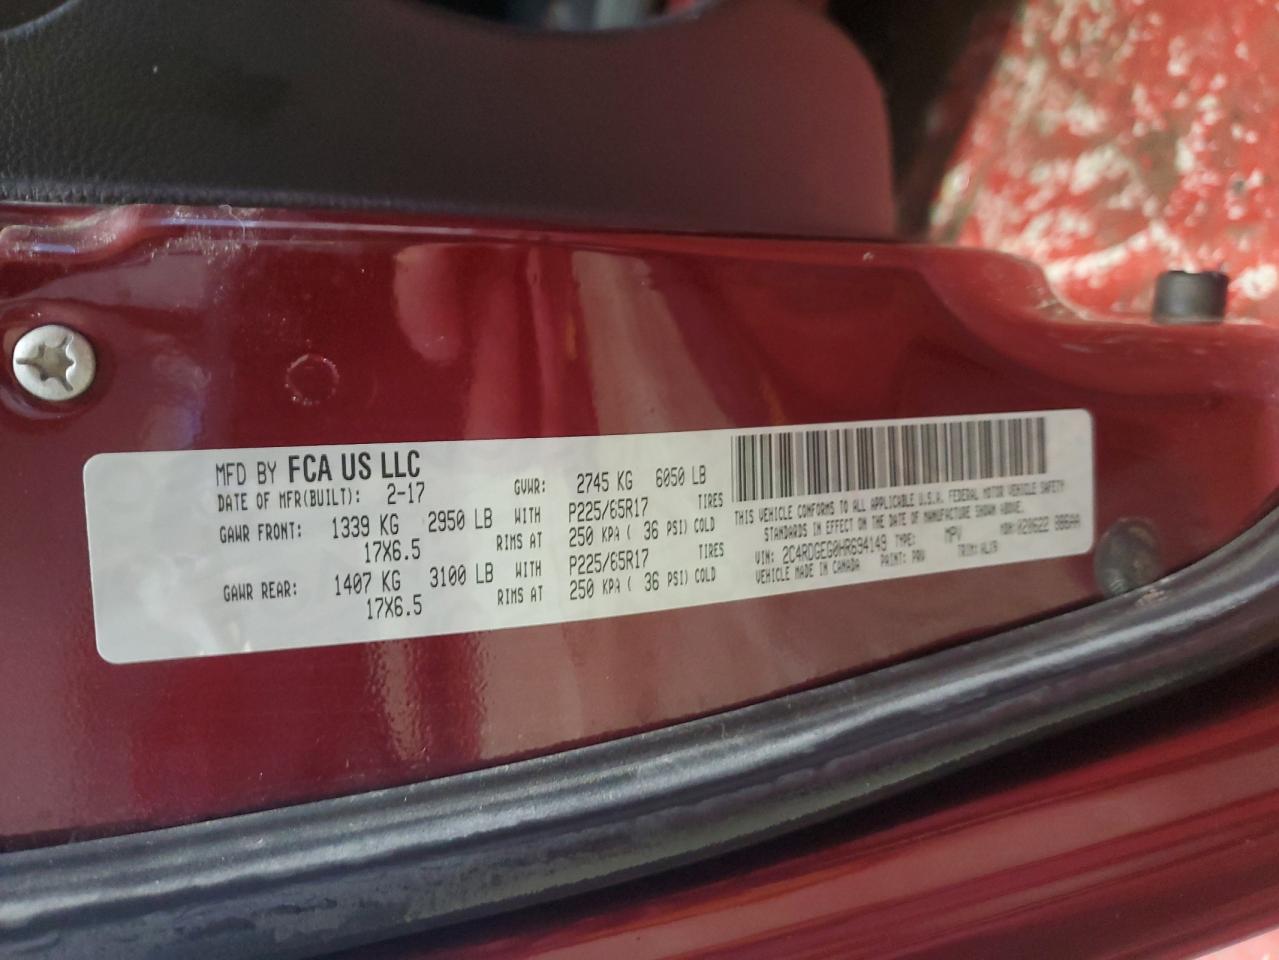 MFD BY FCA US LLC
DATE OF MFR(BUILT): 2-17 GVWR: 2745 KG 6050 LB
GAWR FRONT: 1339 KG 2950 LB WITH P225/65R17 TIRES
17X6.5 RIMS AT 250 KPA ( 36 PSI) COLD
GAWR REAR: 1407 KG 3100 LB WITH P225/65R17 TIRES
17X6.5 RIMS AT 250 KPA ( 36 PSI) COLD
THIS VEHICLE CONFORMS TO ALL APPLICABLE U.S.A. FEDERAL MOTOR VEHICLE SAFETY
STANDARDS IN EFFECT ON THE DATE OF MANUFACTURE SHOWN ABOVE.
VIN: 2C4RDGEG0HR694149 TYPE: MPV MDH:
VEHICLE MADE IN CANADA PAINT: PRV TRIM: